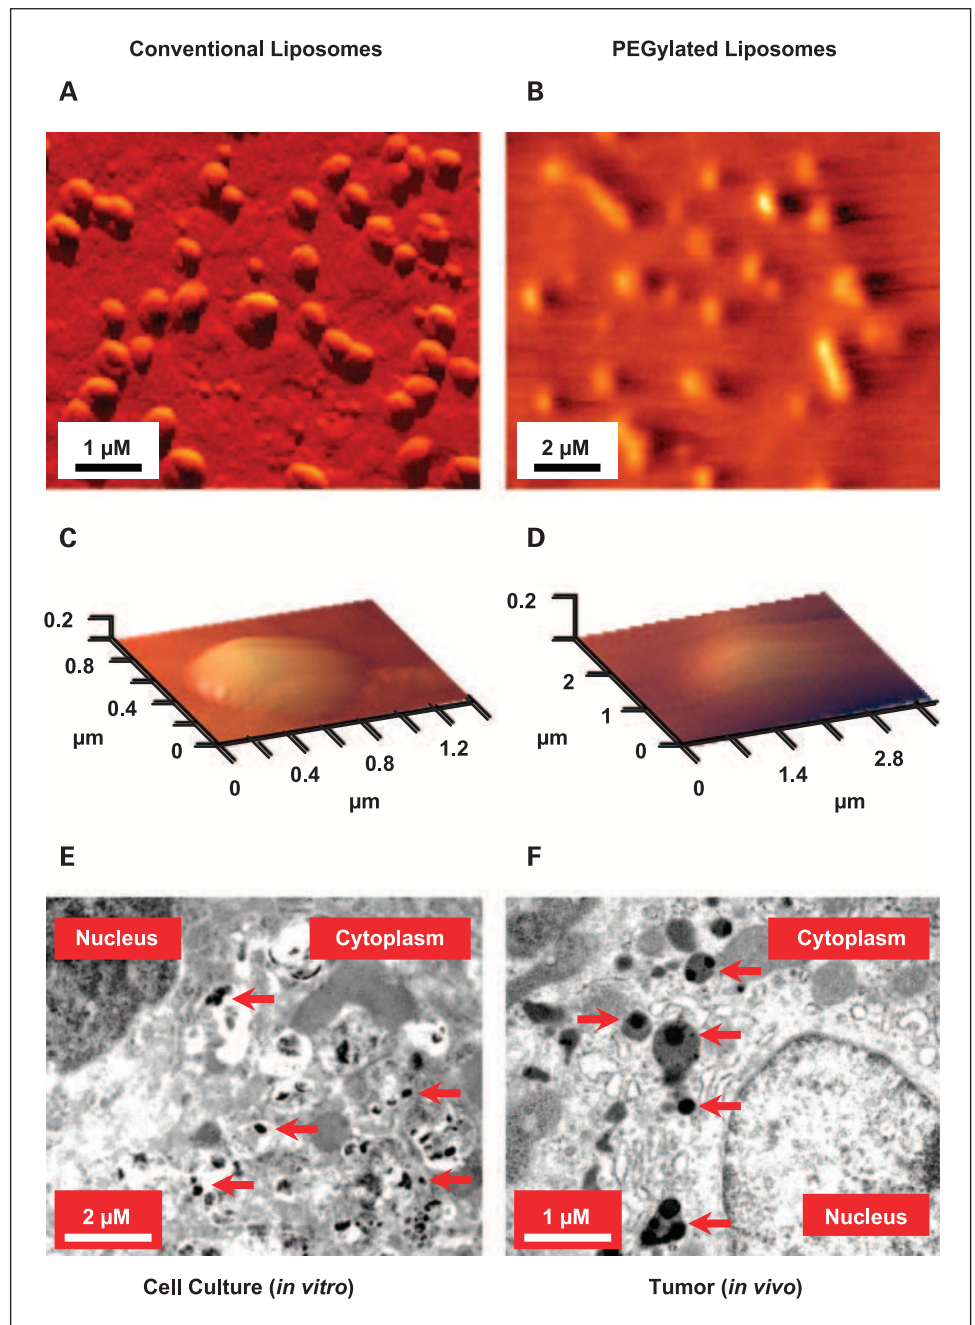 Conventional Liposomes
PEGylated Liposomes
A
B
1 µM
2 µM
C
D
0.2
0.8
0.4
0
µm
0
0.4
0.8
1.2
µm
0.2
2
1
0
µm
0
1.4
2.8
µm
E
F
Nucleus
Cytoplasm
Cytoplasm
2 µM
1 µM
Nucleus
Cell Culture (in vitro)
Tumor (in vivo)